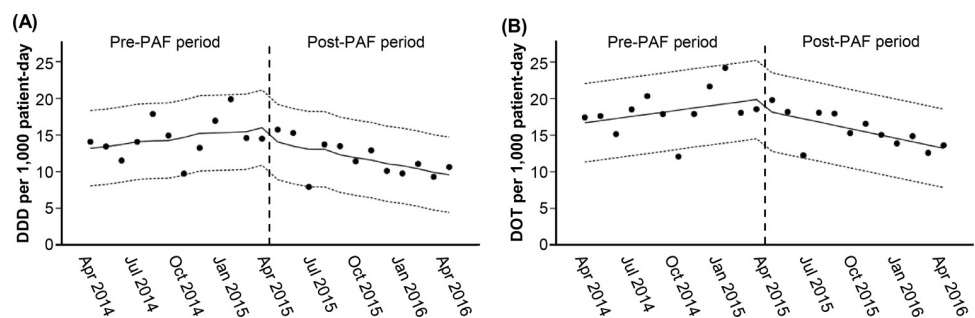 (A)
Pre-PAF period
Post-PAF period
DDD per 1,000 patient-day
25
20
15
10
5
0
Apr 2014
Jul 2014
Oct 2014
Jan 2015
Apr 2015
Jul 2015
Oct 2015
Jan 2016
Apr 2016
(B)
Pre-PAF period
Post-PAF period
DOT per 1,000 patient-day
25
20
15
10
5
0
Apr 2014
Jul 2014
Oct 2014
Jan 2015
Apr 2015
Jul 2015
Oct 2015
Jan 2016
Apr 2016